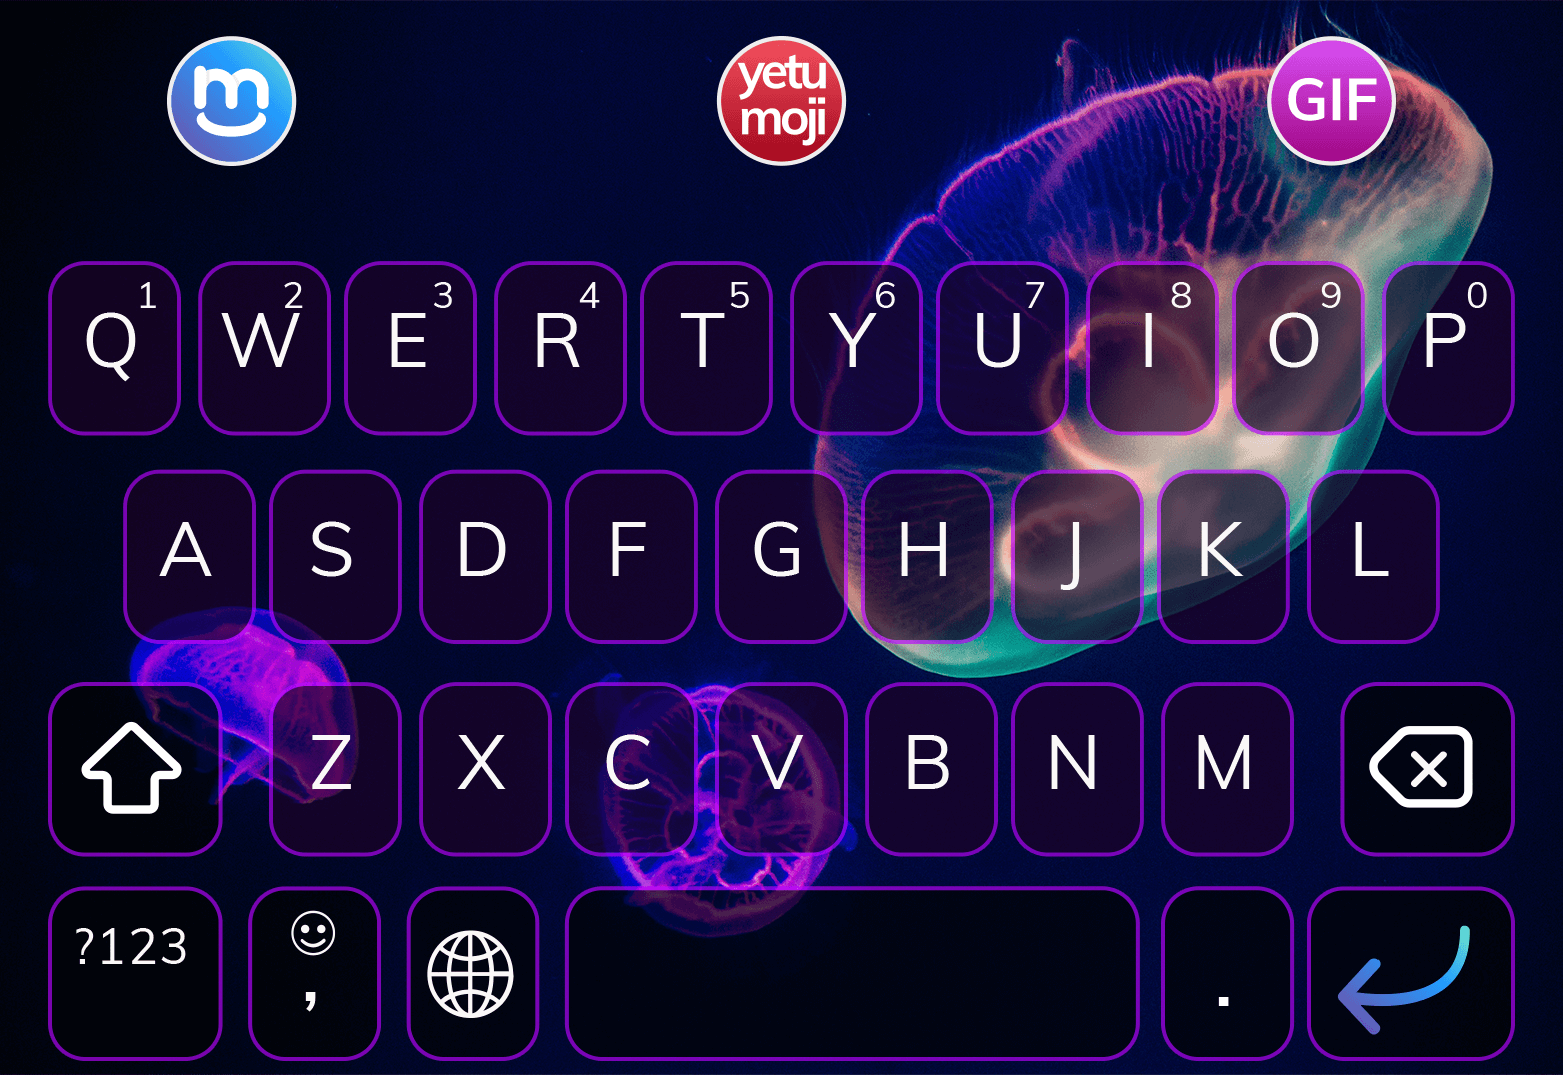 m
yetu
moji
GIF
1 2 3 4 5 6 7 8 9 0
Q W E R T Y U I O P
A S D F G H J K L
Z X C V B N M
?123 , .